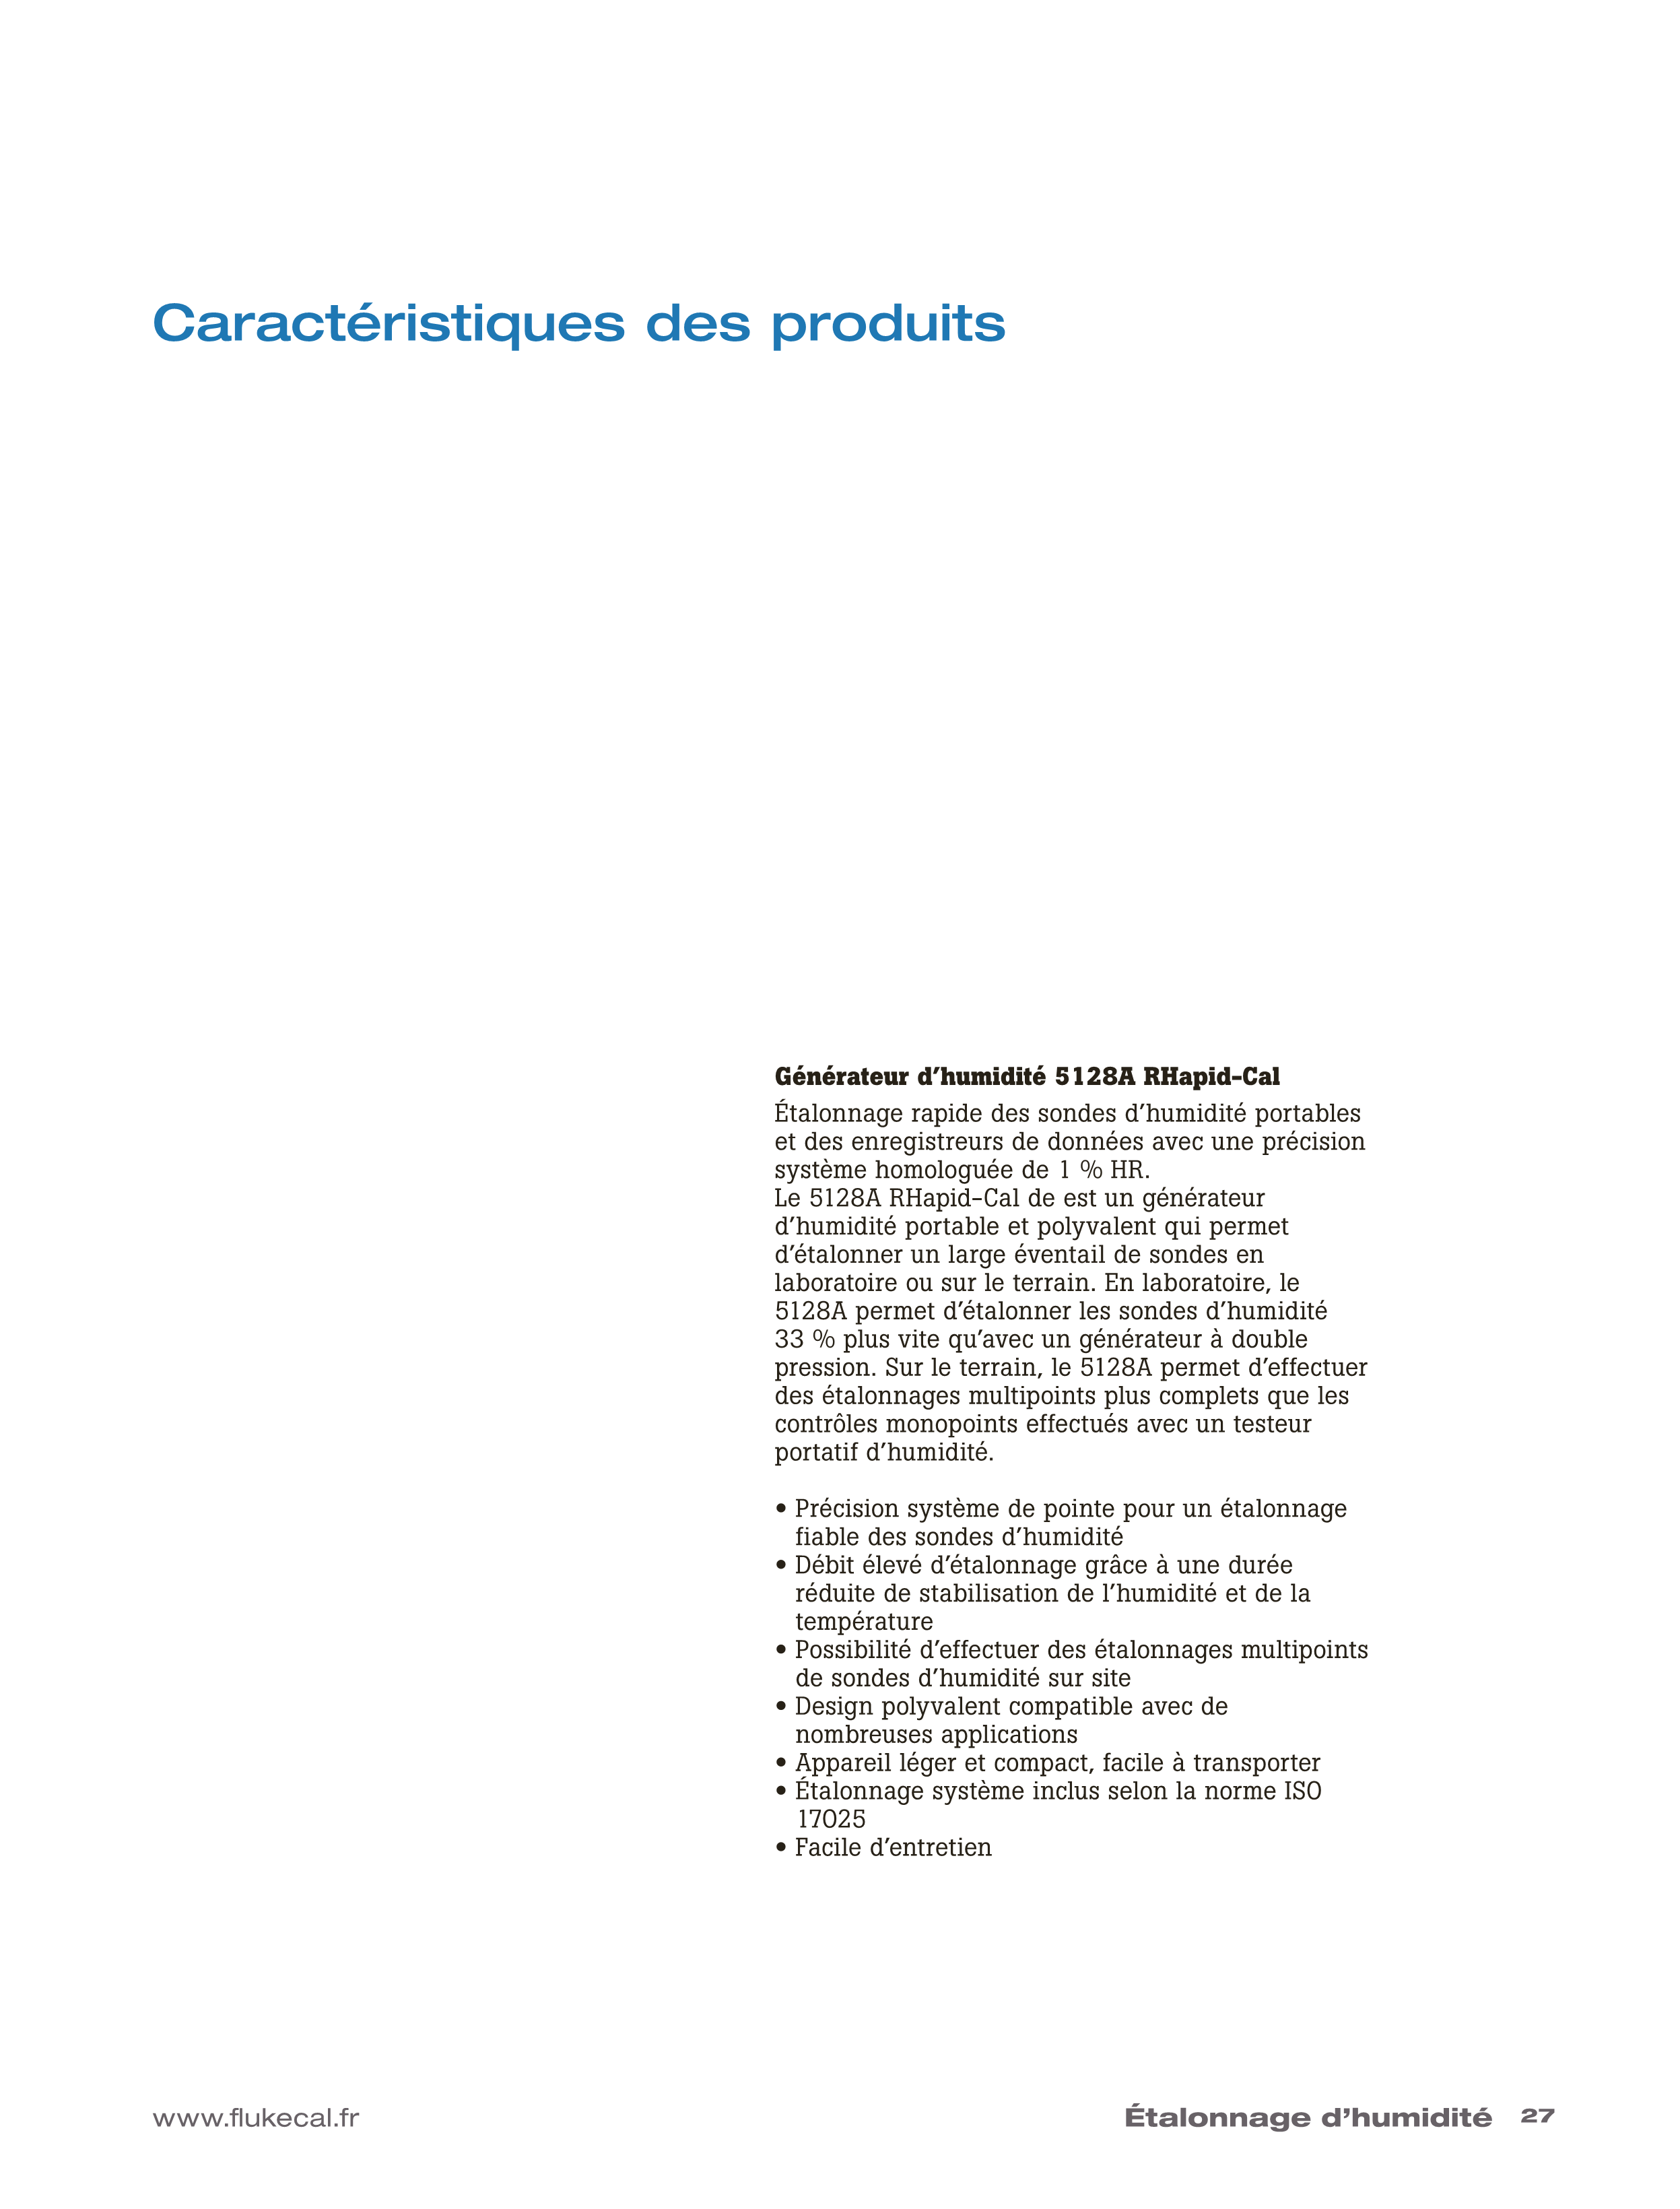 Caractéristiques des produits
Générateur d’humidité 5128A RHapid-Cal
Étalonnage rapide des sondes d’humidité portables
et des enregistreurs de données avec une précision
système homologuée de 1 % HR.
Le 5128A RHapid-Cal de est un générateur
d’humidité portable et polyvalent qui permet
d’étalonner un large éventail de sondes en
laboratoire ou sur le terrain. En laboratoire, le
5128A permet d’étalonner les sondes d’humidité
33 % plus vite qu’avec un générateur à double
pression. Sur le terrain, le 5128A permet d’effectuer
des étalonnages multipoints plus complets que les
contrôles monopoints effectués avec un testeur
portatif d’humidité.
• Précision système de pointe pour un étalonnage
fiable des sondes d’humidité
• Débit élevé d’étalonnage grâce à une durée
réduite de stabilisation de l’humidité et de la
température
• Possibilité d’effectuer des étalonnages multipoints
de sondes d’humidité sur site
• Design polyvalent compatible avec de
nombreuses applications
• Appareil léger et compact, facile à transporter
• Étalonnage système inclus selon la norme ISO
17025
• Facile d’entretien
www.flukecal.fr
Étalonnage d’humidité 27